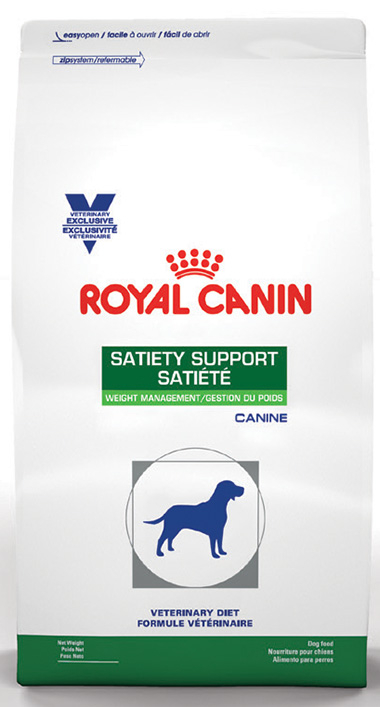 easyopen / facile à ouvrir / fácil de abrir
zipsystem/refermable
VETERINARY
EXCLUSIVE
EXCLUSIVITÉ
VÉTÉRINAIRE
ROYAL CANIN
SATIETY SUPPORT
SATIÉTÉ
WEIGHT MANAGEMENT/GESTION DU POIDS
CANINE
VETERINARY DIET
FORMULE VÉTÉRINAIRE
Net Weight
Poids Net
Peso Neto
Dog food
Nourriture pour chiens
Alimento para perros